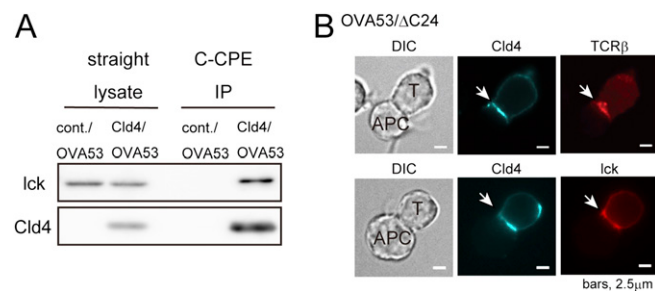 A
straight lysate
C-CPE IP
cont./OVA53
Cld4/OVA53
cont./OVA53
Cld4/OVA53
lck
Cld4
B
OVA53/ΔC24
DIC
Cld4
TCRβ
T
APC
DIC
Cld4
lck
T
APC
bars, 2.5μm